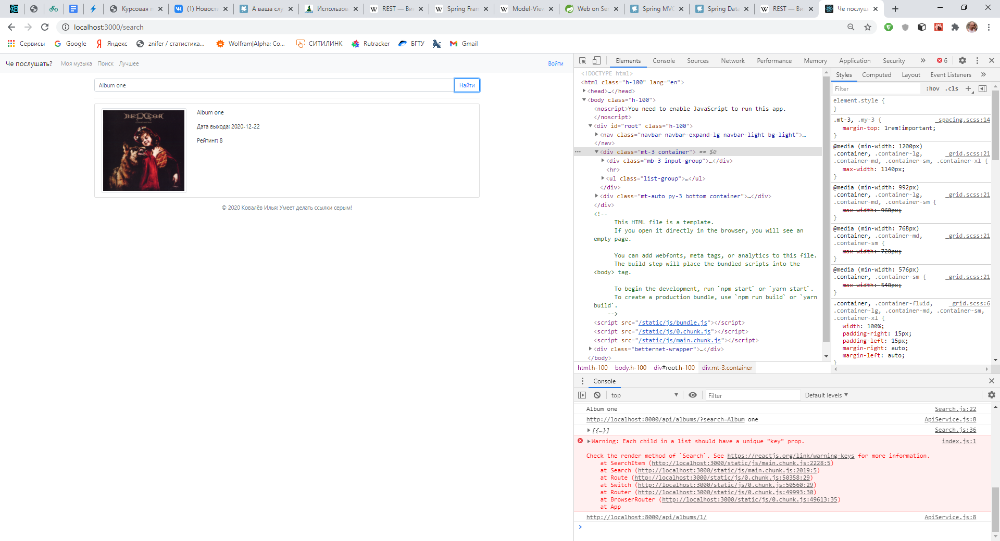 Курсовая п
(1) Новост
А ваша слу
Использов
REST — Ви
Spring Fran
Model-View
Web on Ser
Spring MVC
Spring Data
REST — Ви
Че послуш
localhost:3000/search
Сервисы
Google
Яндекс
znifer / статистика...
Wolfram|Alpha: Co...
СИТИЛИНК
Rutracker
БГТУ
Gmail
Че послушать? Моя музыка Поиск Лучшее Войти
Album one Найти
BE'LAKOR
Album one
Дата выхода: 2020-12-22
Рейтинг: 8
© 2020 Ковалёв Илья: Умеет делать ссылки серым!
Elements Console Sources Network Performance Memory Application Security » 6
<!DOCTYPE html>
<html class="h-100" lang="en">
<head>…</head>
<body class="h-100">
<noscript>You need to enable JavaScript to run this app.
</noscript>
<div id="root" class="h-100">
<nav class="navbar navbar-expand-lg navbar-light bg-light">…
</nav>
<div class="mt-3 container"> == $0
<div class="mb-3 input-group">…</div>
<hr>
<ul class="list-group">…</ul>
</div>
<div class="mt-auto py-3 bottom container">…</div>
</div>
<!--
This HTML file is a template.
If you open it directly in the browser, you will see an
empty page.
You can add webfonts, meta tags, or analytics to this file.
The build step will place the bundled scripts into the
<body> tag.
To begin the development, run `npm start` or `yarn start`.
To create a production bundle, use `npm run build` or `yarn
build`.
-->
<script src="/static/js/bundle.js"></script>
<script src="/static/js/0.chunk.js"></script>
<script src="/static/js/main.chunk.js"></script>
<div class="betternet-wrapper">…</div>
</body>
html.h-100 body.h-100 div#root.h-100 div.mt-3.container
Styles Computed Layout Event Listeners »
Filter :hov .cls +
element.style {
}
.mt-3, .my-3 { _spacing.scss:14
margin-top: 1rem!important;
}
@media (min-width: 1200px)
.container, .container-lg, _grid.scss:21
.container-md, .container-sm, .container-xl {
max-width: 1140px;
}
@media (min-width: 992px)
.container, .container-lg, _grid.scss:21
.container-md, .container-sm {
max-width: 960px;
}
@media (min-width: 768px)
.container, .container-md, _grid.scss:21
.container-sm {
max-width: 720px;
}
@media (min-width: 576px)
.container, .container-sm { _grid.scss:21
max-width: 540px;
}
.container, .container-fluid, _grid.scss:6
.container-lg, .container-md, .container-sm,
.container-xl {
width: 100%;
padding-right: 15px;
padding-left: 15px;
margin-right: auto;
margin-left: auto;
}
Console
top Filter Default levels
Album one Search.js:22
http://localhost:8000/api/albums/?search=Album one ApiService.js:8
[{…}] Search.js:36
Warning: Each child in a list should have a unique "key" prop. index.js:1
Check the render method of `Search`. See https://reactjs.org/link/warning-keys for more information.
at SearchItem (http://localhost:3000/static/js/main.chunk.js:2228:5)
at Search (http://localhost:3000/static/js/main.chunk.js:2019:5)
at Route (http://localhost:3000/static/js/0.chunk.js:50358:29)
at Switch (http://localhost:3000/static/js/0.chunk.js:50560:29)
at Router (http://localhost:3000/static/js/0.chunk.js:49993:30)
at BrowserRouter (http://localhost:3000/static/js/0.chunk.js:49613:35)
at App
http://localhost:8000/api/albums/1/ ApiService.js:8